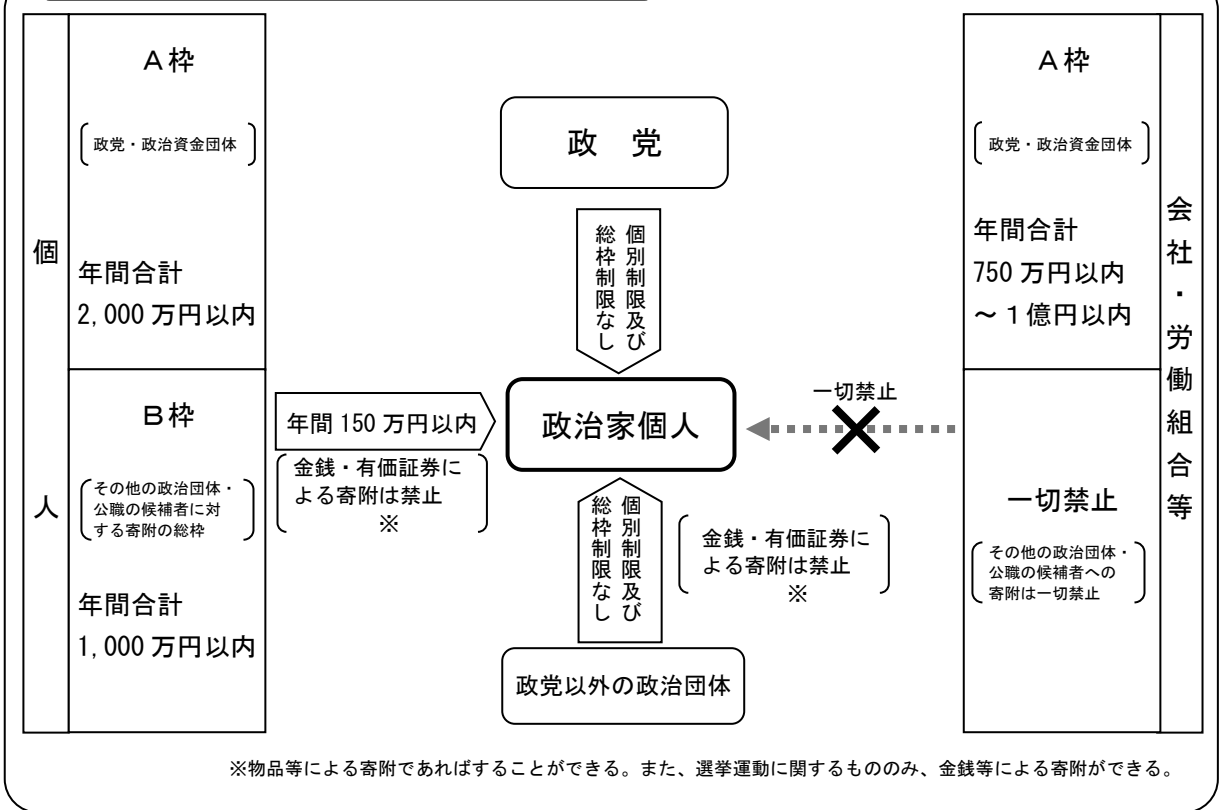 個人
A枠
政党・政治資金団体
年間合計
2,000万円以内
B枠
その他の政治団体・
公職の候補者に対
する寄附の総枠
年間合計
1,000万円以内
年間150万円以内
金銭・有価証券に
よる寄附は禁止
※
政 党
個別制限及び
総枠制限なし
政治家個人
個別制限及び
総枠制限なし
金銭・有価証券に
よる寄附は禁止
※
政党以外の政治団体
一切禁止
A枠
政党・政治資金団体
年間合計
750万円以内
~1億円以内
一切禁止
その他の政治団体・
公職の候補者への
寄附は一切禁止
会社・労働組合等
※物品等による寄附であればすることができる。また、選挙運動に関するもののみ、金銭等による寄附ができる。